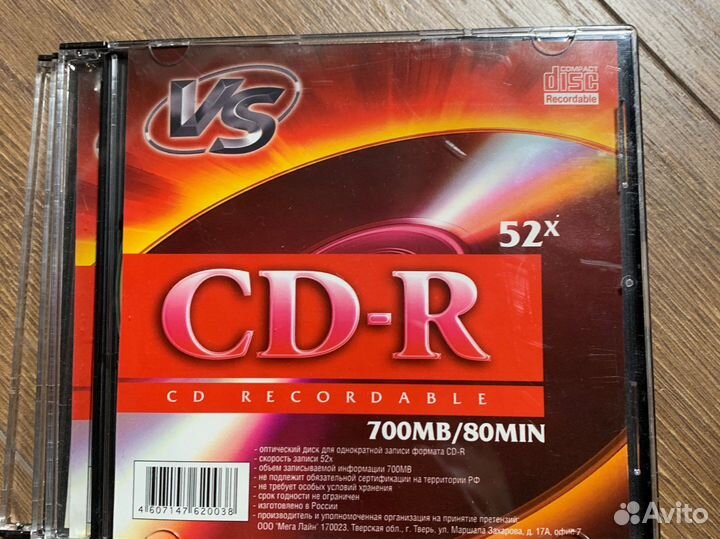 VS
COMPACT
disc
Recordable
52x
CD-R
CD RECORDABLE
700MB/80MIN
- оптический диск для однократной записи формата CD-R
- скорость записи 52x
- объем записываемой информации 700MB
- не подлежит обязательной сертификации на территории РФ
- не требует особых условий хранения
- срок годности не ограничен
- изготовлено в России
- производитель и уполномоченная организация на принятие претензий:
ООО "Мега Лайн" 170023, Тверская обл., г. Тверь, ул. Маршала Захарова, д. 17А, офис 7
4 607147 620038
Avito